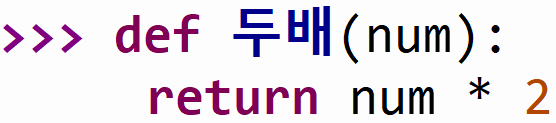 >>> def 두배(num):
return num * 2